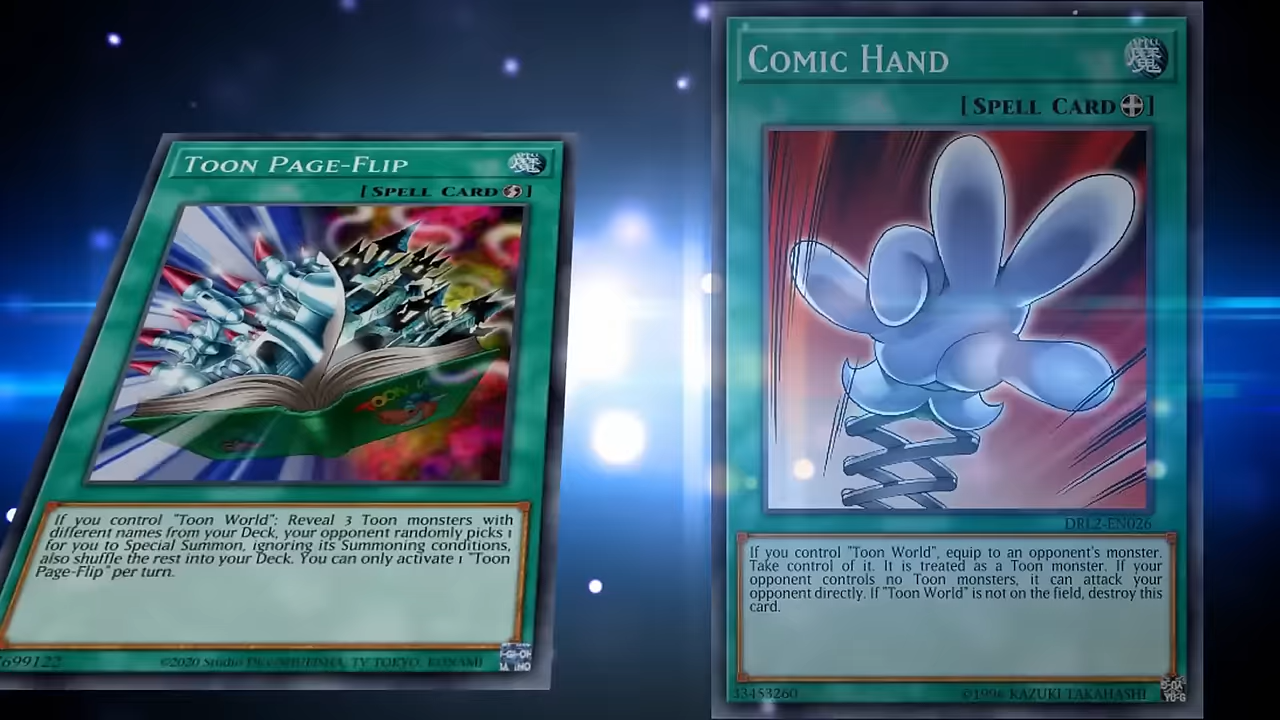 TOON PAGE-FLIP
[SPELL CARD]
If you control "Toon World": Reveal 3 Toon monsters with
different names from your Deck, your opponent randomly picks 1
for you to Special Summon, ignoring its Summoning conditions,
also shuffle the rest into your Deck. You can only activate 1 "Toon
Page-Flip" per turn.
699122
©2020 Studio Dice/SHUEISHA, TV TOKYO, KONAMI
COMIC HAND
魔
[SPELL CARD]
DRL2-EN026
If you control "Toon World", equip to an opponent's monster.
Take control of it. It is treated as a Toon monster. If your
opponent controls no Toon monsters, it can attack your
opponent directly. If "Toon World" is not on the field, destroy this
card.
33453260
©1996 KAZUKI TAKAHASHI